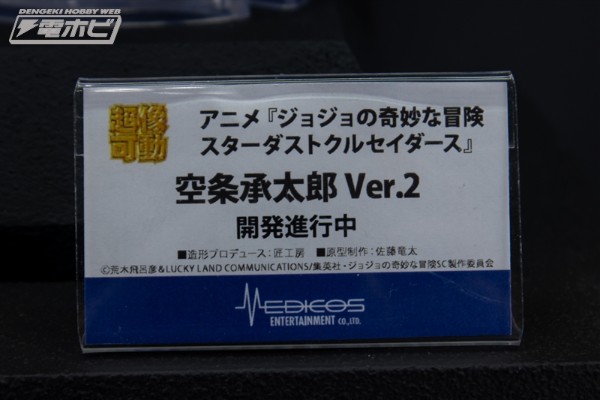 DENGEKI HOBBY WEB
電ホビ
超像
可動
アニメ『ジョジョの奇妙な冒険
スターダストクルセイダース』
空条承太郎 Ver.2
開発進行中
■造形プロデュース：匠工房　■原型制作：佐藤竜太
©荒木飛呂彦&LUCKY LAND COMMUNICATIONS/集英社・ジョジョの奇妙な冒険SC製作委員会
MEDICOS
ENTERTAINMENT CO.,LTD.